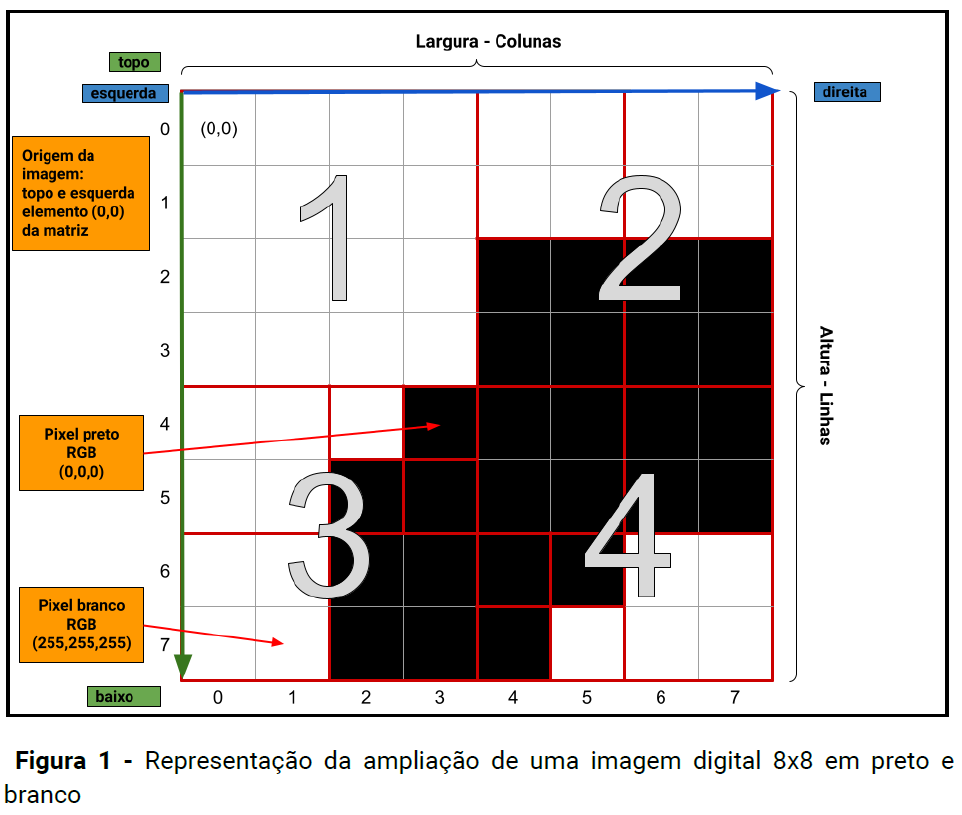 Largura - Colunas
topo
esquerda
direita
0
(0,0)
Origem da
imagem:
topo e esquerda
elemento (0,0)
da matriz
1
2
1
2
3
Altura - Linhas
4
Pixel preto
RGB
(0,0,0)
5
3
4
6
Pixel branco
RGB
(255,255,255)
7
baixo
0 1 2 3 4 5 6 7
Figura 1 - Representação da ampliação de uma imagem digital 8x8 em preto e
branco